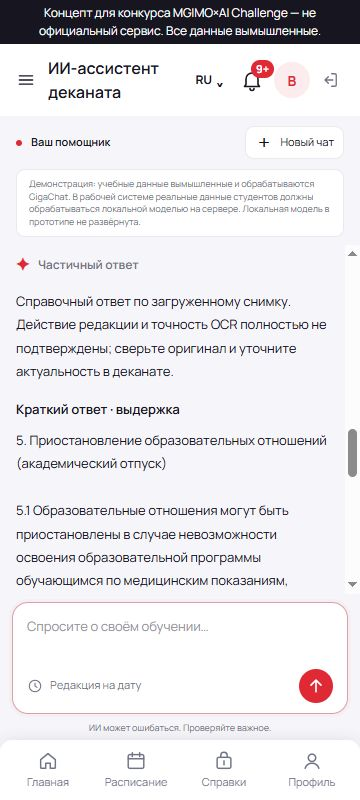 Концепт для конкурса MGIMO×AI Challenge — не
официальный сервис. Все данные вымышленные.
ИИ-ассистент
деканата
RU
9+
B
Ваш помощник
+ Новый чат
Демонстрация: учебные данные вымышленные и обрабатываются
GigaChat. В рабочей системе реальные данные студентов должны
обрабатываться локальной моделью на сервере. Локальная модель в
прототипе не развёрнута.
Частичный ответ
Справочный ответ по загруженному снимку.
Действие редакции и точность OCR полностью не
подтверждены; сверьте оригинал и уточните
актуальность в деканате.
Краткий ответ · выдержка
5. Приостановление образовательных отношений
(академический отпуск)
5.1 Образовательные отношения могут быть
приостановлены в случае невозможности
освоения образовательной программы
обучающимся по медицинским показаниям,
Спросите о своём обучении...
Редакция на дату
ИИ может ошибаться. Проверяйте важное.
Главная
Расписание
Справки
Профиль